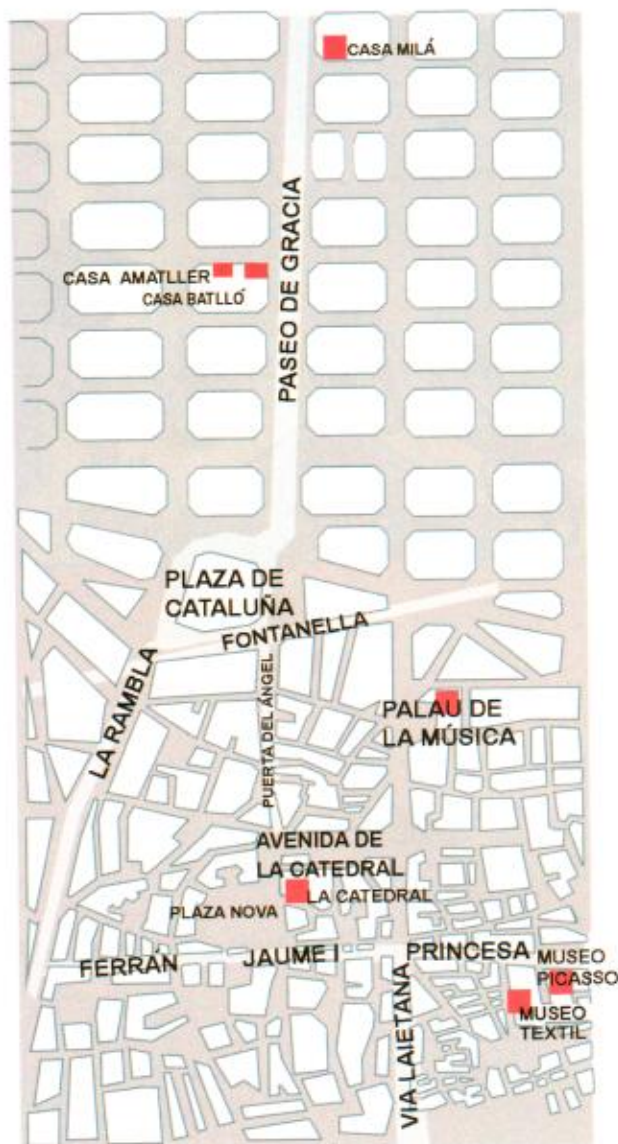 CASA MILÁ
PASEO DE GRACIA
CASA AMATLLER
CASA BATLLÓ
PLAZA DE
CATALUÑA
FONTANELLA
LA RAMBLA
PUERTA DEL ÁNGEL
PALAU DE
LA MÚSICA
AVENIDA DE
LA CATEDRAL
LA CATEDRAL
PLAZA NOVA
FERRÁN
JAUME I
PRINCESA
MUSEO
PICASSO
MUSEO
TEXTIL
VIA LAIETANA